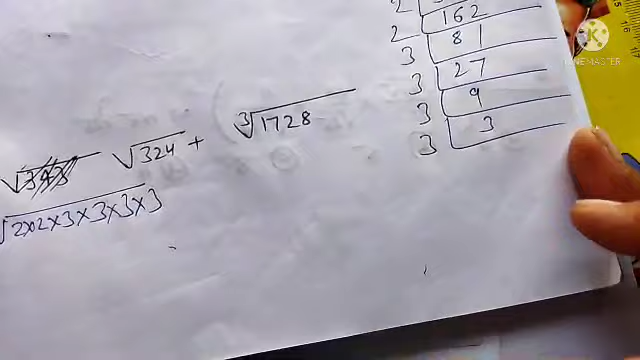 2
2 | 162
3 | 81
3 | 27
3 | 9
3 | 3
√324 + ∛1728
√2×2×3×3×3×3
KINEMASTER